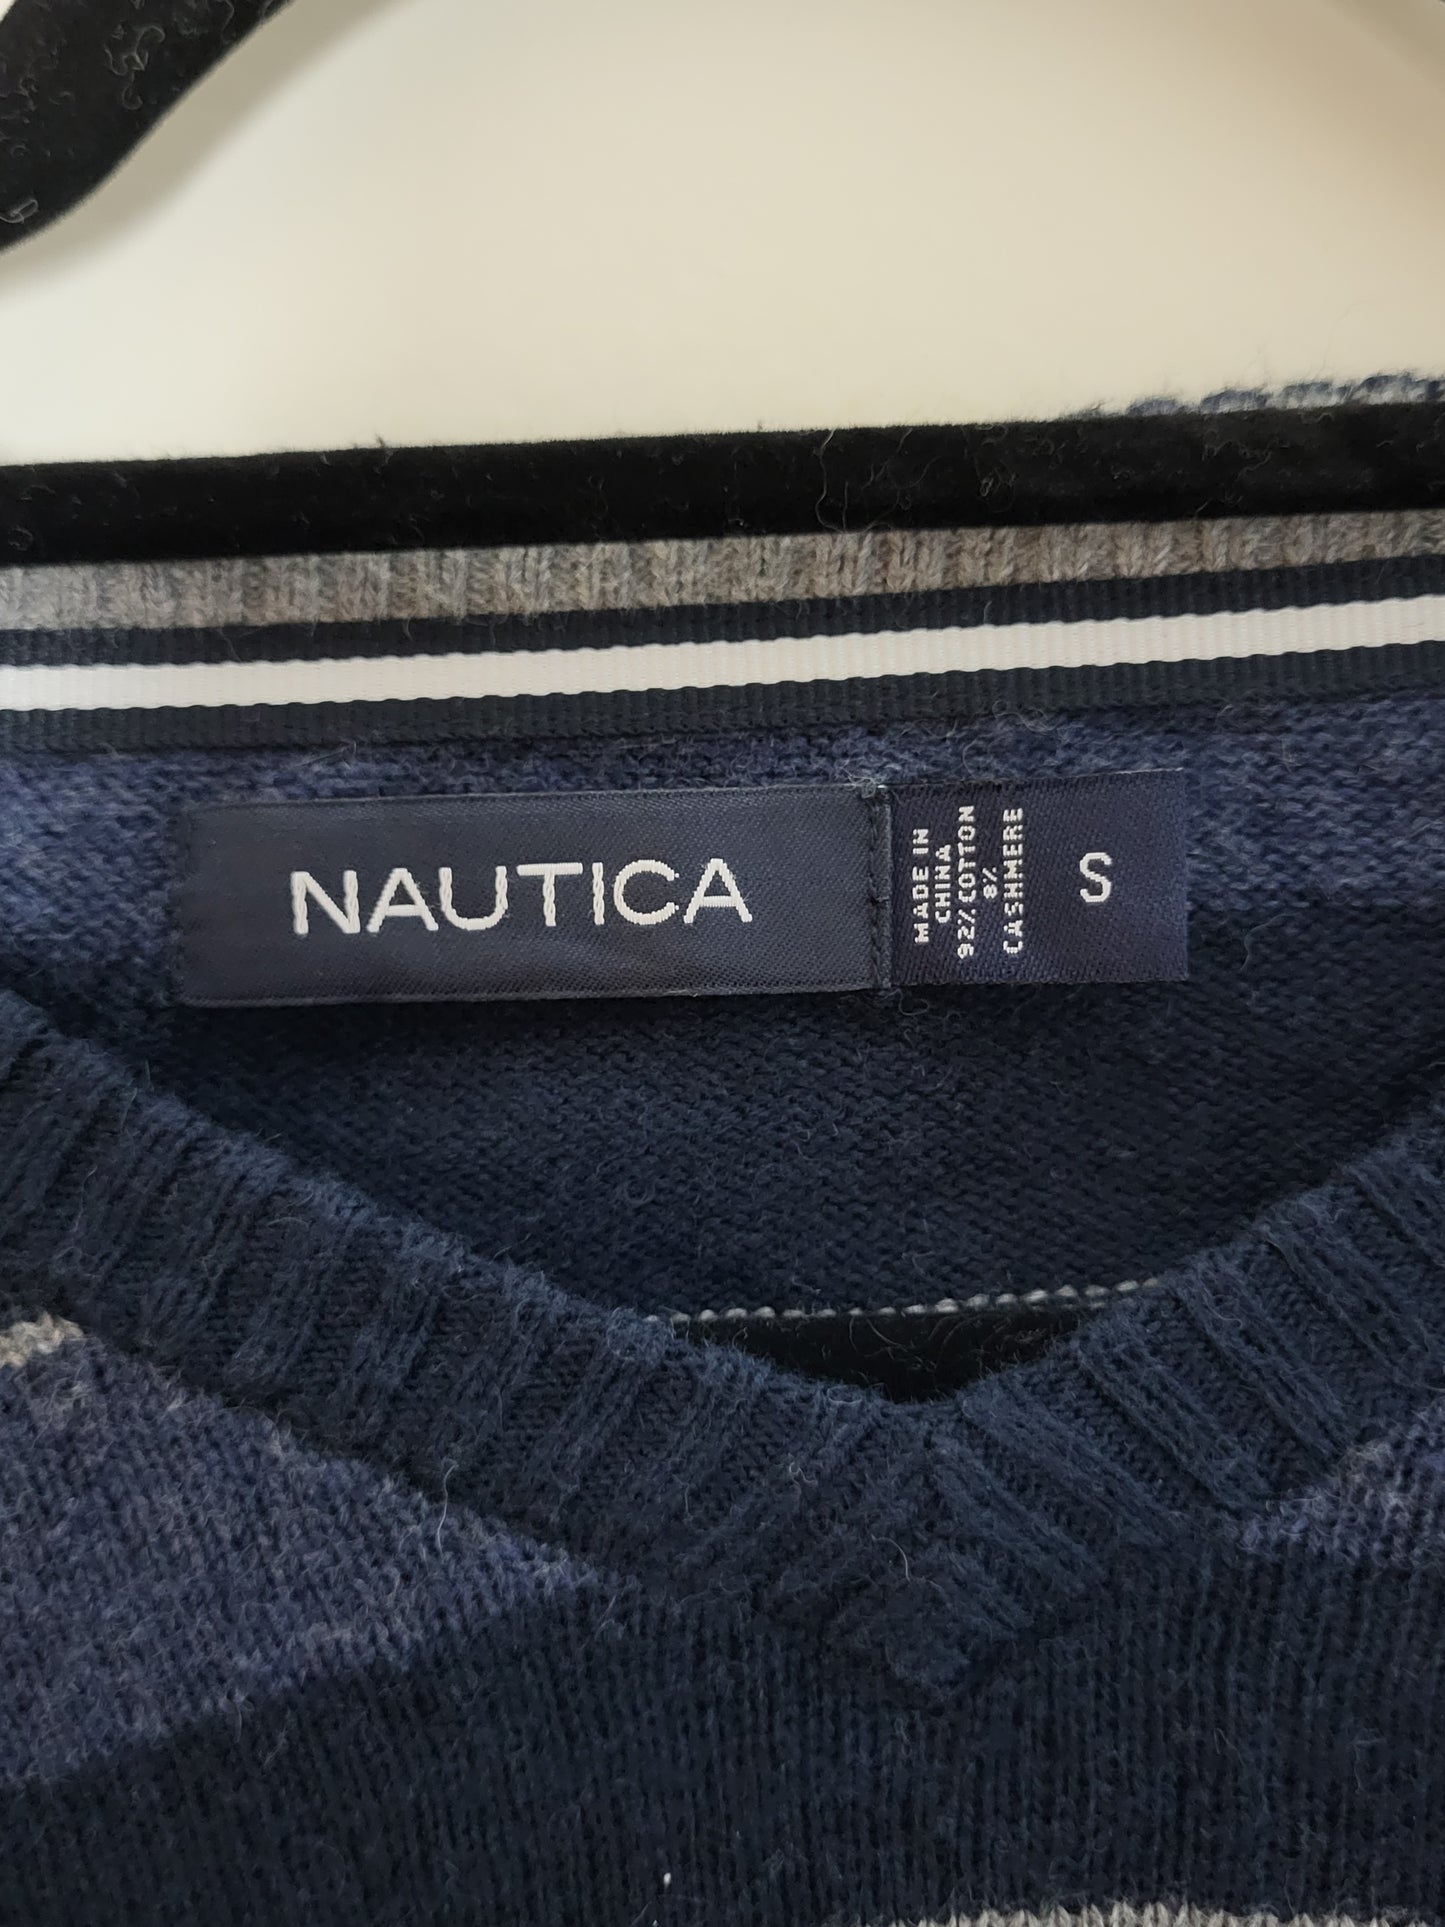 NAUTICA
MADE IN
CHINA
92% COTTON
8%
CASHMERE
S